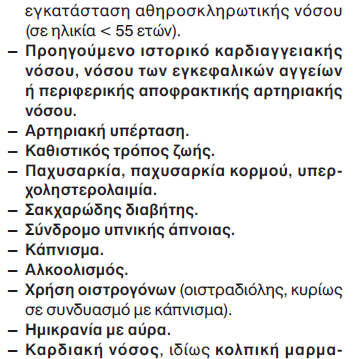 εγκατάσταση αθηροσκληρωτικής νόσου
(σε ηλικία < 55 ετών).
– Προηγούμενο ιστορικό καρδιαγγειακής
νόσου, νόσου των εγκεφαλικών αγγείων
ή περιφερικής αποφρακτικής αρτηριακής
νόσου.
– Αρτηριακή υπέρταση.
– Καθιστικός τρόπος ζωής.
– Παχυσαρκία, παχυσαρκία κορμού, υπερ-
χοληστερολαιμία.
– Σακχαρώδης διαβήτης.
– Σύνδρομο υπνικής άπνοιας.
– Κάπνισμα.
– Αλκοολισμός.
– Χρήση οιστρογόνων (οιστραδιόλης, κυρίως
σε συνδυασμό με κάπνισμα).
– Ημικρανία με αύρα.
– Καρδιακή νόσος, ιδίως κολπική μαρμα-